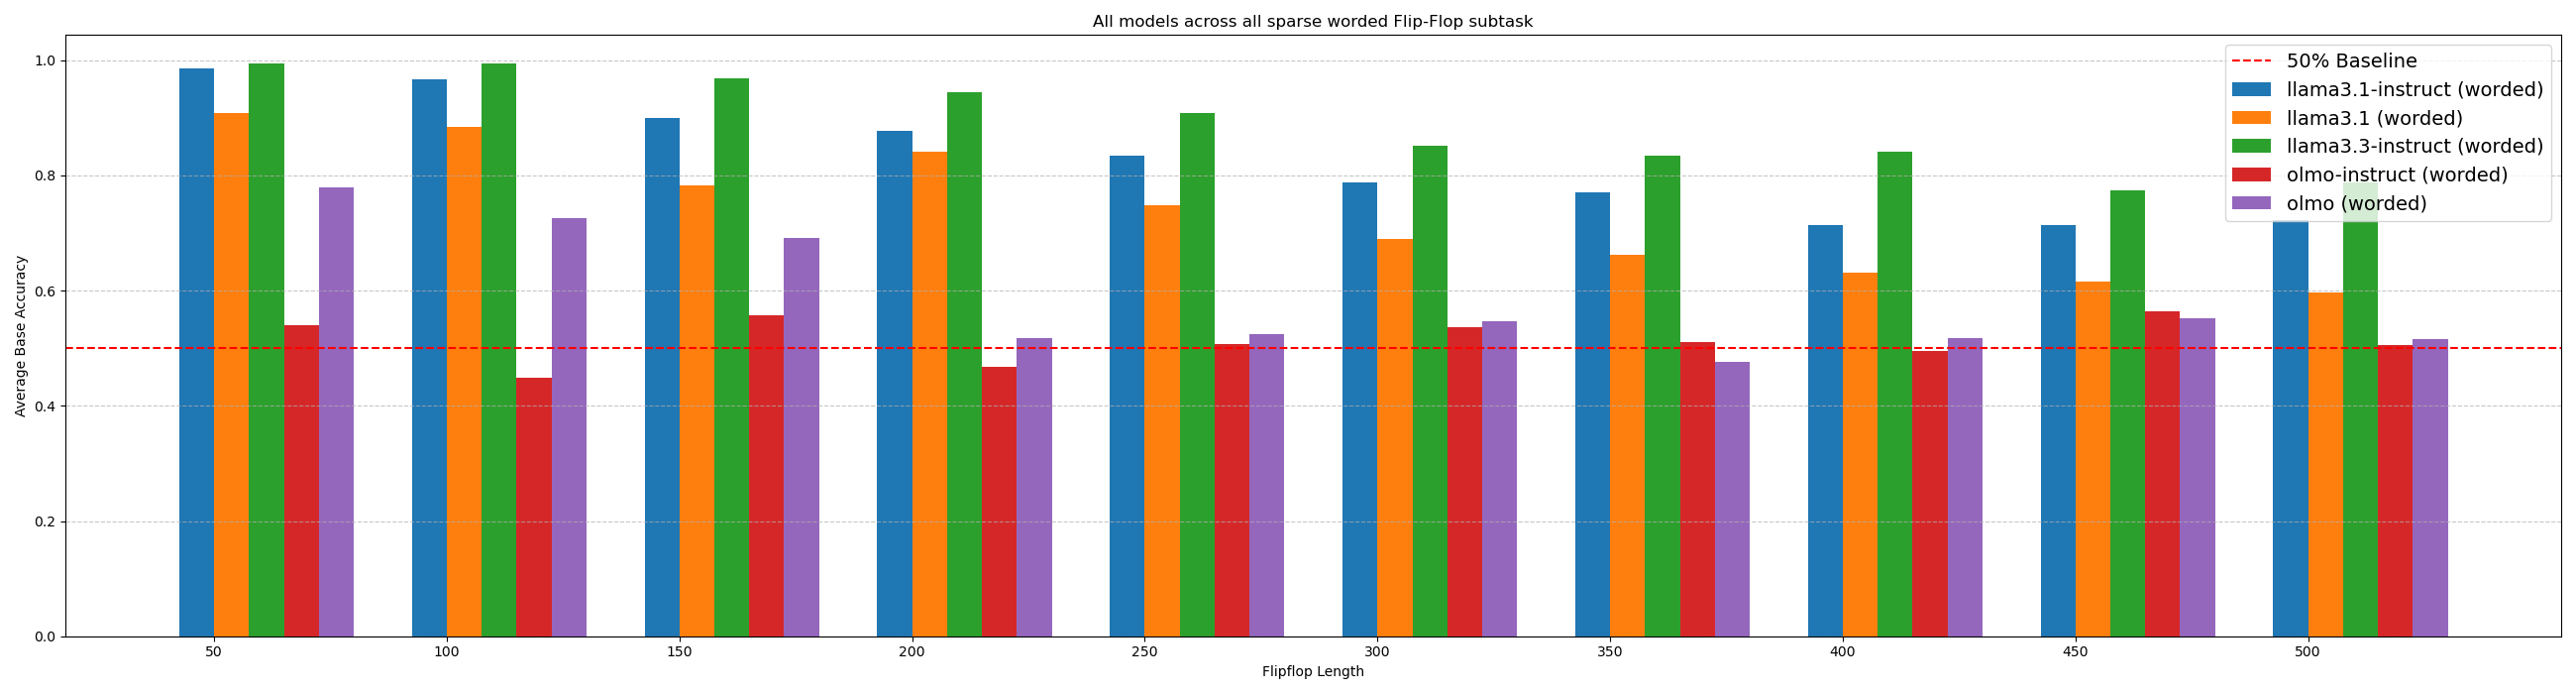 All models across all sparse worded Flip-Flop subtask
1.0
0.8
0.6
0.4
0.2
0.0
Average Base Accuracy
50% Baseline
llama3.1-instruct (worded)
llama3.1 (worded)
llama3.3-instruct (worded)
olmo-instruct (worded)
olmo (worded)
50 100 150 200 250 300 350 400 450 500
Flipflop Length